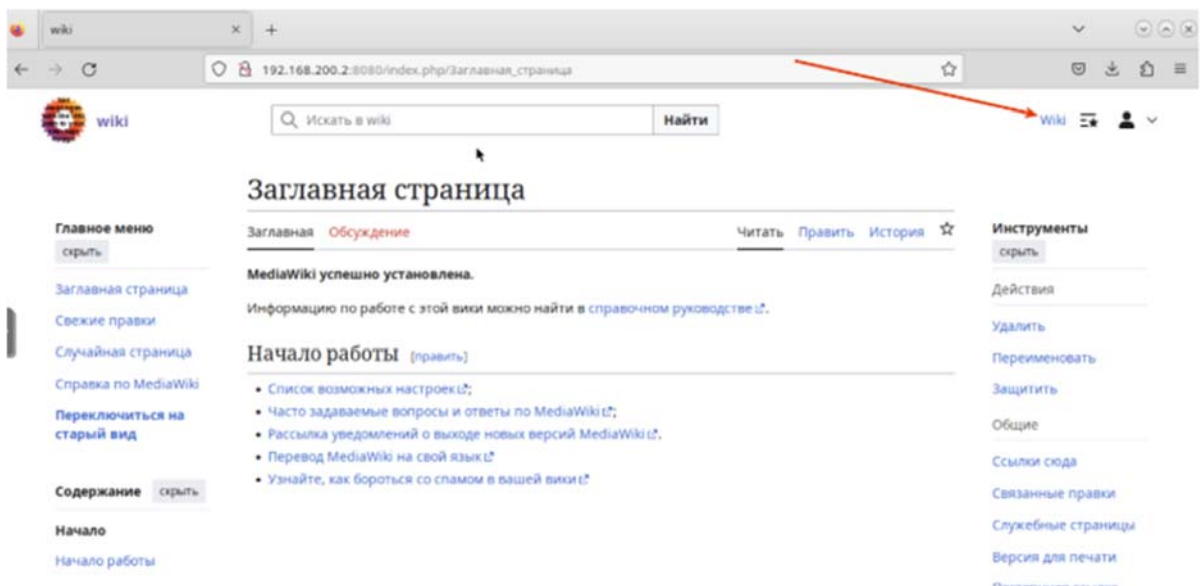 wiki
192.168.200.2:8080/index.php/Заглавная_страница
wiki
Искать в wiki
Найти
Wiki
Заглавная страница
Главное меню
скрыть
Заглавная страница
Свежие правки
Случайная страница
Справка по MediaWiki
Переключиться на
старый вид
Содержание скрыть
Начало
Начало работы
Заглавная Обсуждение
Читать Править История
MediaWiki успешно установлена.
Информацию по работе с этой вики можно найти в справочном руководстве.
Начало работы [править]
• Список возможных настроек;
• Часто задаваемые вопросы и ответы по MediaWiki;
• Рассылка уведомлений о выходе новых версий MediaWiki.
• Перевод MediaWiki на свой язык
• Узнайте, как бороться со спамом в вашей вики
Инструменты
скрыть
Действия
Удалить
Переименовать
Защитить
Общие
Ссылки сюда
Связанные правки
Служебные страницы
Версия для печати